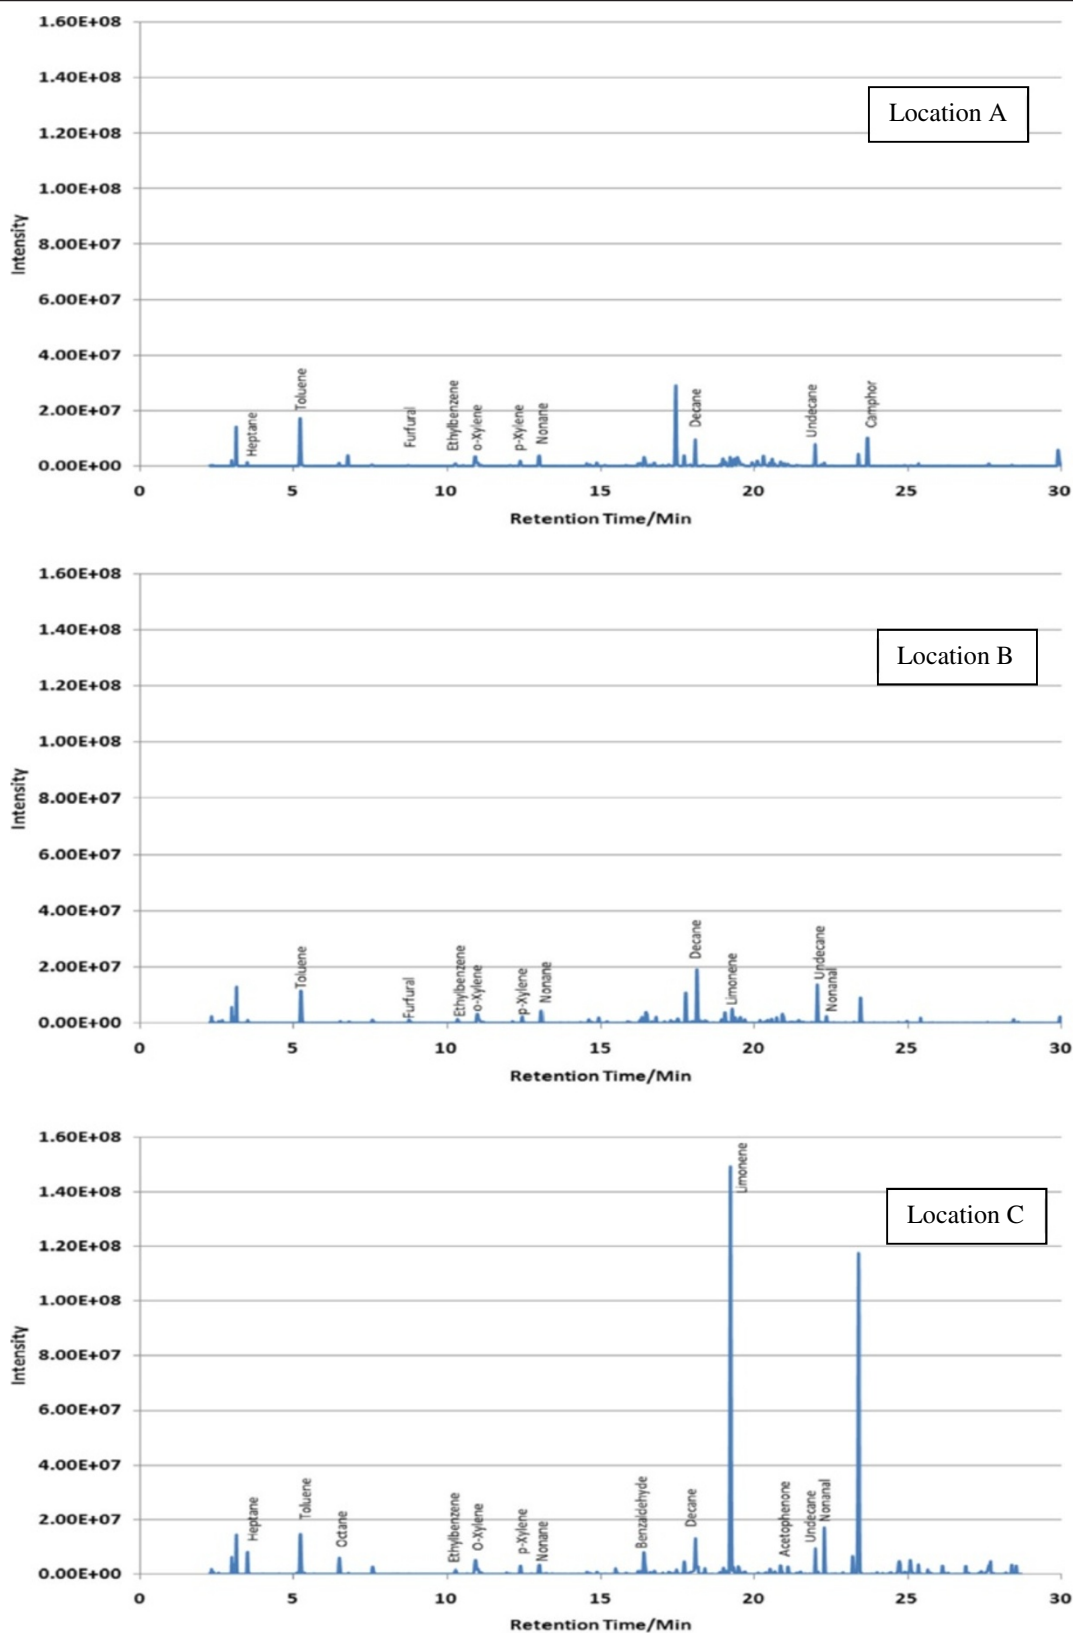 1.60E+08
1.40E+08
Location A
1.20E+08
1.00E+08
Intensity
8.00E+07
6.00E+07
4.00E+07
2.00E+07
0.00E+00
Heptane
Toluene
Furfural
Ethylbenzene
o-Xylene
p-Xylene
Nonane
Decane
Undecane
Camphor
0 5 10 15 20 25 30
Retention Time/Min
1.60E+08
1.40E+08
Location B
1.20E+08
1.00E+08
Intensity
8.00E+07
6.00E+07
4.00E+07
2.00E+07
0.00E+00
Toluene
Furfural
Ethylbenzene
o-Xylene
p-Xylene
Nonane
Decane
Limonene
Undecane
Nonanal
0 5 10 15 20 25 30
Retention Time/Min
1.60E+08
1.40E+08
Location C
1.20E+08
1.00E+08
Intensity
8.00E+07
6.00E+07
4.00E+07
2.00E+07
0.00E+00
Heptane
Toluene
Octane
Ethylbenzene
O-Xylene
p-Xylene
Nonane
Benzaldehyde
Decane
Limonene
Acetophenone
Undecane
Nonanal
0 5 10 15 20 25 30
Retention Time/Min